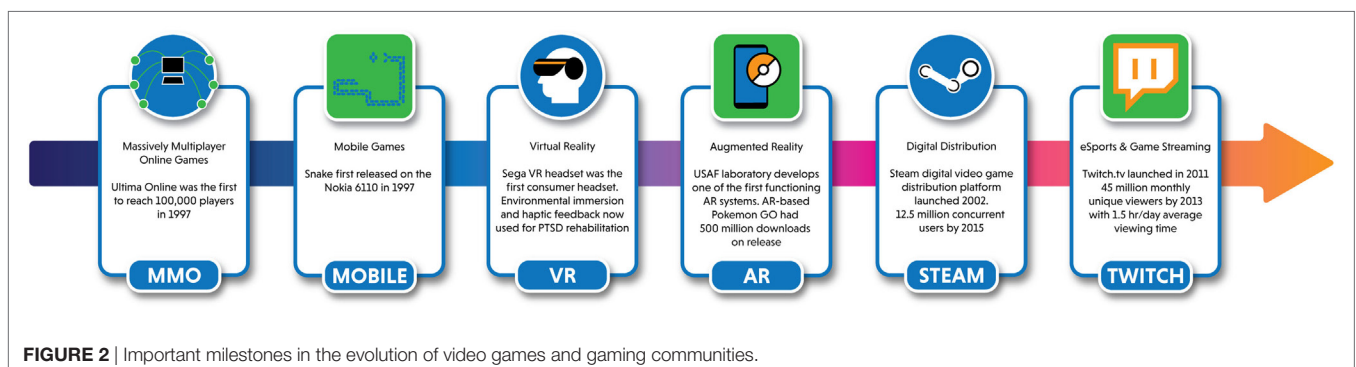 Massively Multiplayer
Online Games
Ultima Online was the first
to reach 100,000 players
in 1997
MMO
Mobile Games
Snake first released on the
Nokia 6110 in 1997
MOBILE
Virtual Reality
Sega VR headset was the
first consumer headset.
Environmental immersion
and haptic feedback now
used for PTSD rehabilitation
VR
Augmented Reality
USAF laboratory develops
one of the first functioning
AR systems. AR-based
Pokemon GO had
500 million downloads
on release
AR
Digital Distribution
Steam digital video game
distribution platform
launched 2002.
12.5 million concurrent
users by 2015
STEAM
eSports & Game Streaming
Twitch.tv launched in 2011
45 million monthly
unique viewers by 2013
with 1.5 hr/day average
viewing time
TWITCH
FIGURE 2 | Important milestones in the evolution of video games and gaming communities.